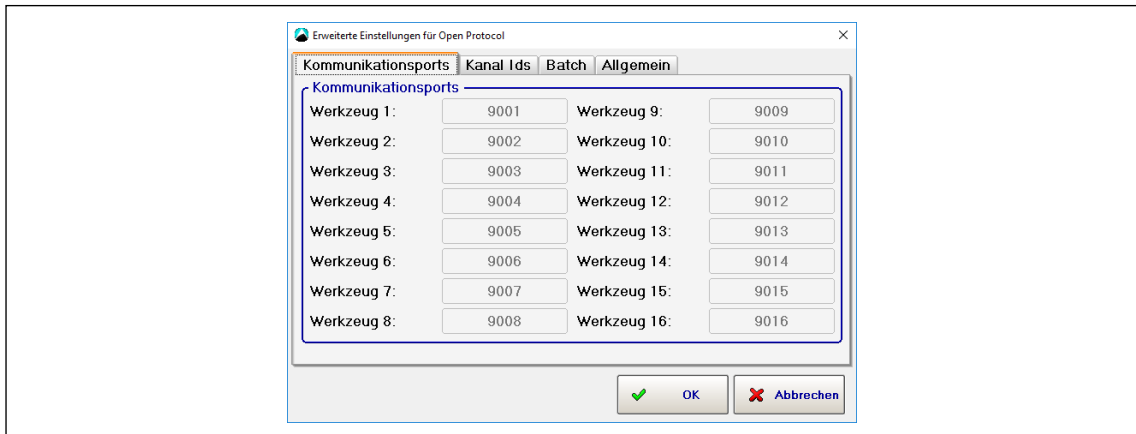 Erweiterte Einstellungen für Open Protocol
Kommunikationsports Kanal Ids Batch Allgemein
Kommunikationsports
Werkzeug 1: 9001 Werkzeug 9: 9009
Werkzeug 2: 9002 Werkzeug 10: 9010
Werkzeug 3: 9003 Werkzeug 11: 9011
Werkzeug 4: 9004 Werkzeug 12: 9012
Werkzeug 5: 9005 Werkzeug 13: 9013
Werkzeug 6: 9006 Werkzeug 14: 9014
Werkzeug 7: 9007 Werkzeug 15: 9015
Werkzeug 8: 9008 Werkzeug 16: 9016
OK Abbrechen